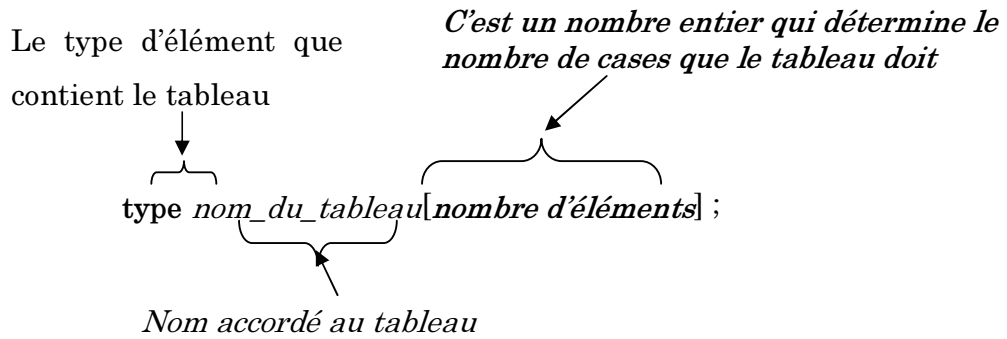 Le type d’élément que
contient le tableau
C’est un nombre entier qui détermine le
nombre de cases que le tableau doit
type nom_du_tableau[nombre d’éléments] ;
Nom accordé au tableau